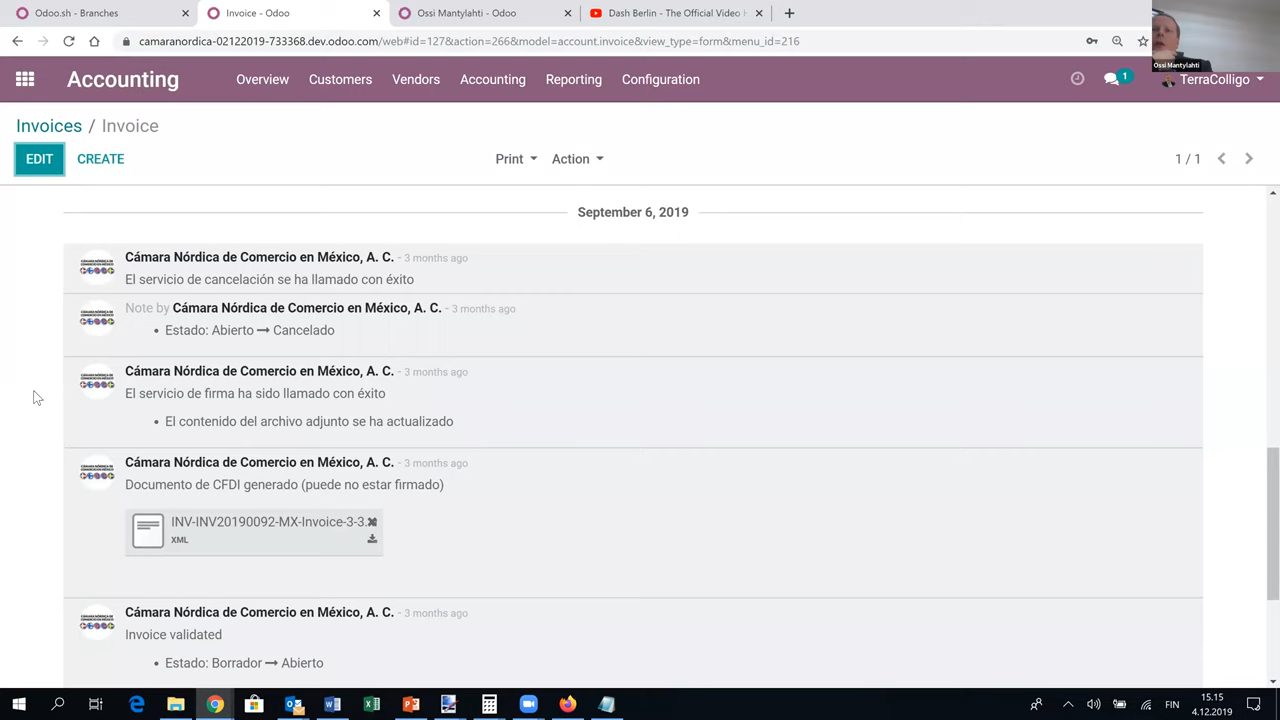 Odoo.sh - Branches
Invoice - Odoo
Ossi Mantylahti - Odoo
Dash Berlin - The Official Video H
camaranordica-02122019-733368.dev.odoo.com/web#id=127&action=266&model=account.invoice&view_type=form&menu_id=216
Ossi Mantylahti
Accounting
Overview
Customers
Vendors
Accounting
Reporting
Configuration
1
TerraColligo
Invoices / Invoice
EDIT
CREATE
Print
Action
1 / 1
September 6, 2019
Cámara Nórdica de Comercio en México, A. C. - 3 months ago
El servicio de cancelación se ha llamado con éxito
Note by Cámara Nórdica de Comercio en México, A. C. - 3 months ago
• Estado: Abierto → Cancelado
Cámara Nórdica de Comercio en México, A. C. - 3 months ago
El servicio de firma ha sido llamado con éxito
• El contenido del archivo adjunto se ha actualizado
Cámara Nórdica de Comercio en México, A. C. - 3 months ago
Documento de CFDI generado (puede no estar firmado)
INV-INV20190092-MX-Invoice-3-3.
XML
Cámara Nórdica de Comercio en México, A. C. - 3 months ago
Invoice validated
• Estado: Borrador → Abierto
FIN
15.15
4.12.2019